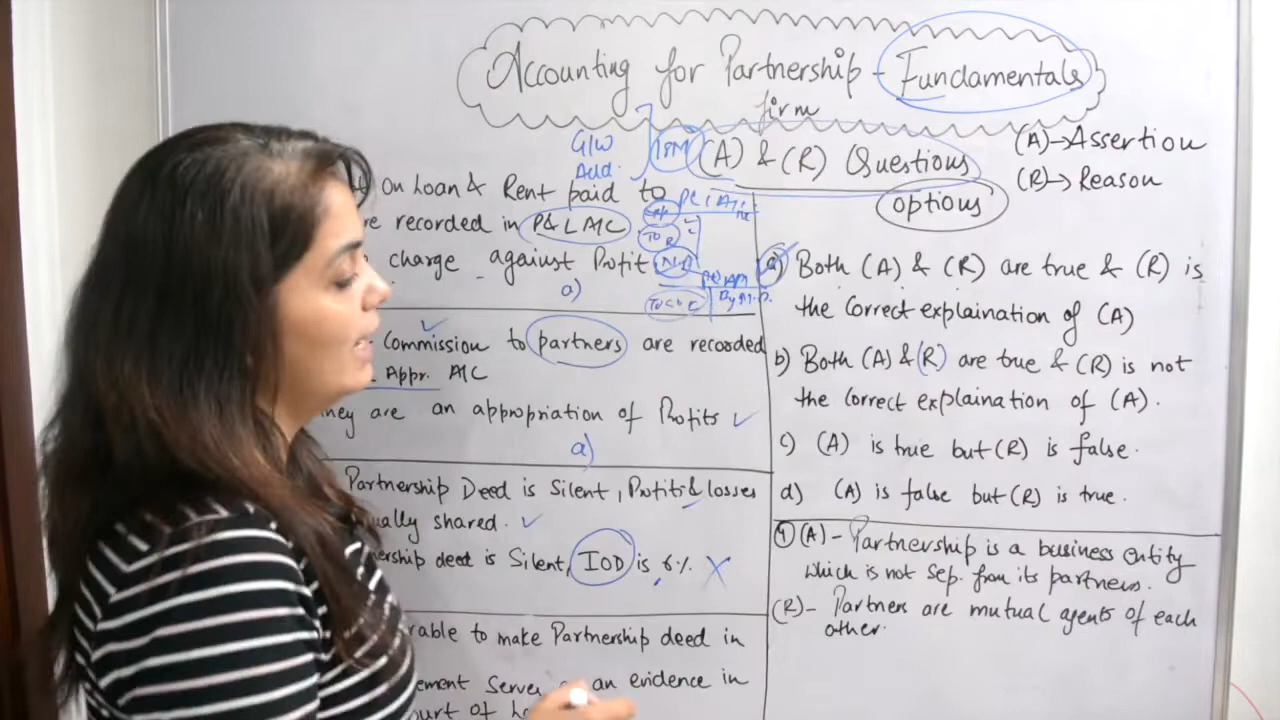 Accounting for Partnership - Fundamentals
firm
(A) & (R) Questions
(A)→Assertion
(R)→ Reason
options
G/W
Add.
1PM
On Loan & Rent paid to
re recorded in P& L A/C
charge against Profit
a)
Commission to partners are recorded
Appr. A/C
ney are an appropriation of Profits ✓
a)
Partnership Deed is Silent, Profits & losses
ually shared. ✓
ership deed is Silent, IOD is 6%. X
rable to make Partnership deed in
ement Serves an evidence in
ourt of
a) Both (A) & (R) are true & (R) is
the correct explaination of (A)
b) Both (A) & (R) are true & (R) is not
the correct explaination of (A).
c) (A) is true but (R) is false.
d) (A) is false but (R) is true.
9) (A) - Partnership is a business entity
which is not sep. from its partners.
(R) - Partners are mutual agents of each
other.